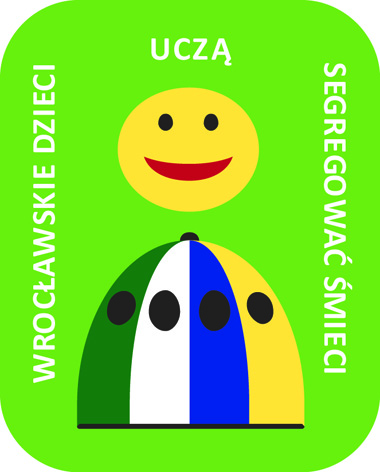 WROCŁAWSKIE DZIECI
UCZĄ
SEGREGOWAĆ ŚMIECI